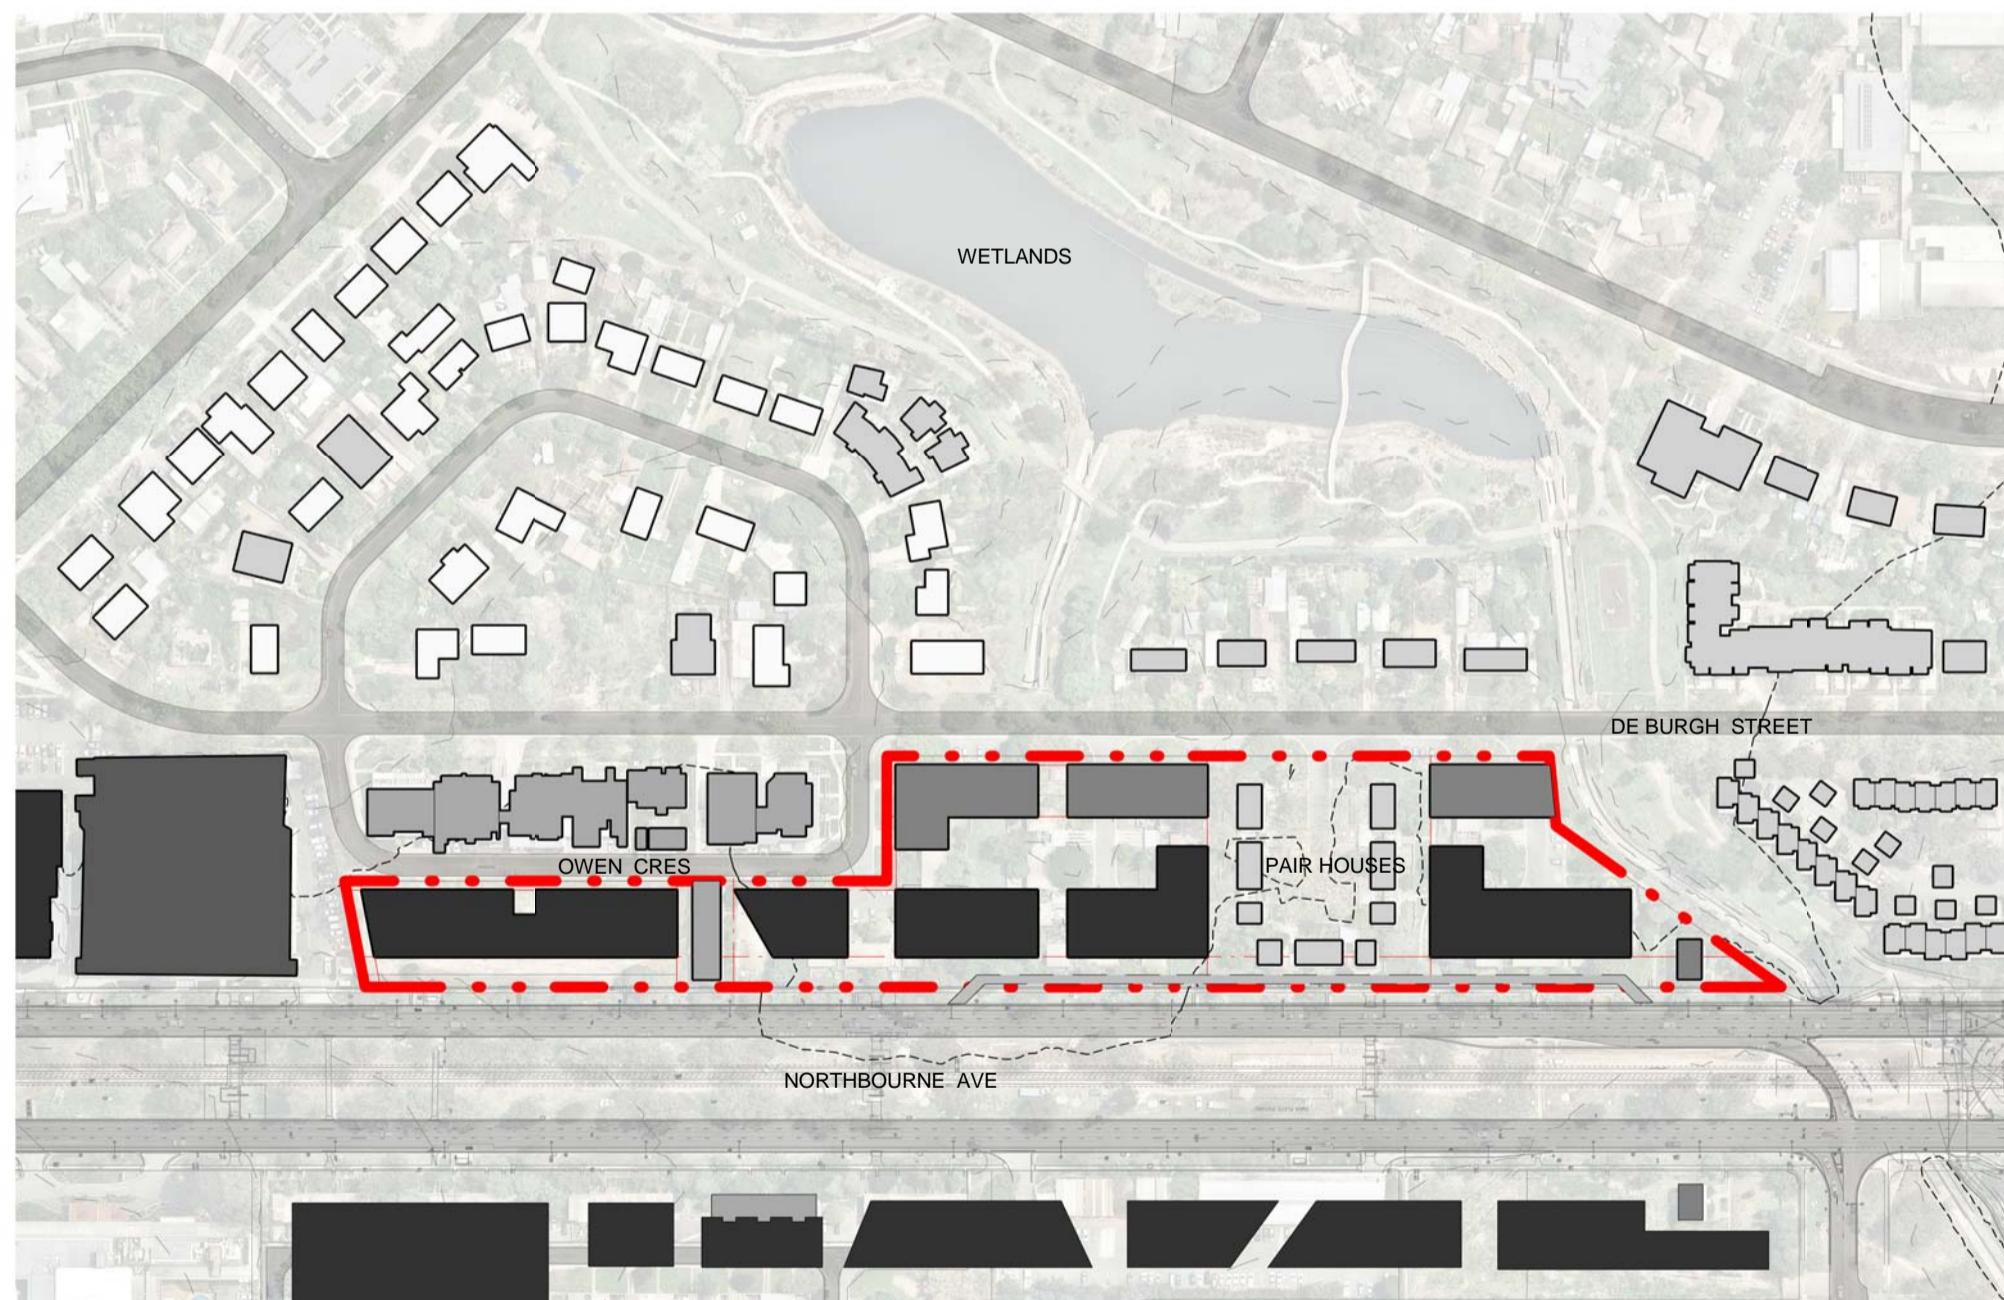 WETLANDS
DE BURGH STREET
OWEN CRES
PAIR HOUSES
NORTHBOURNE AVE